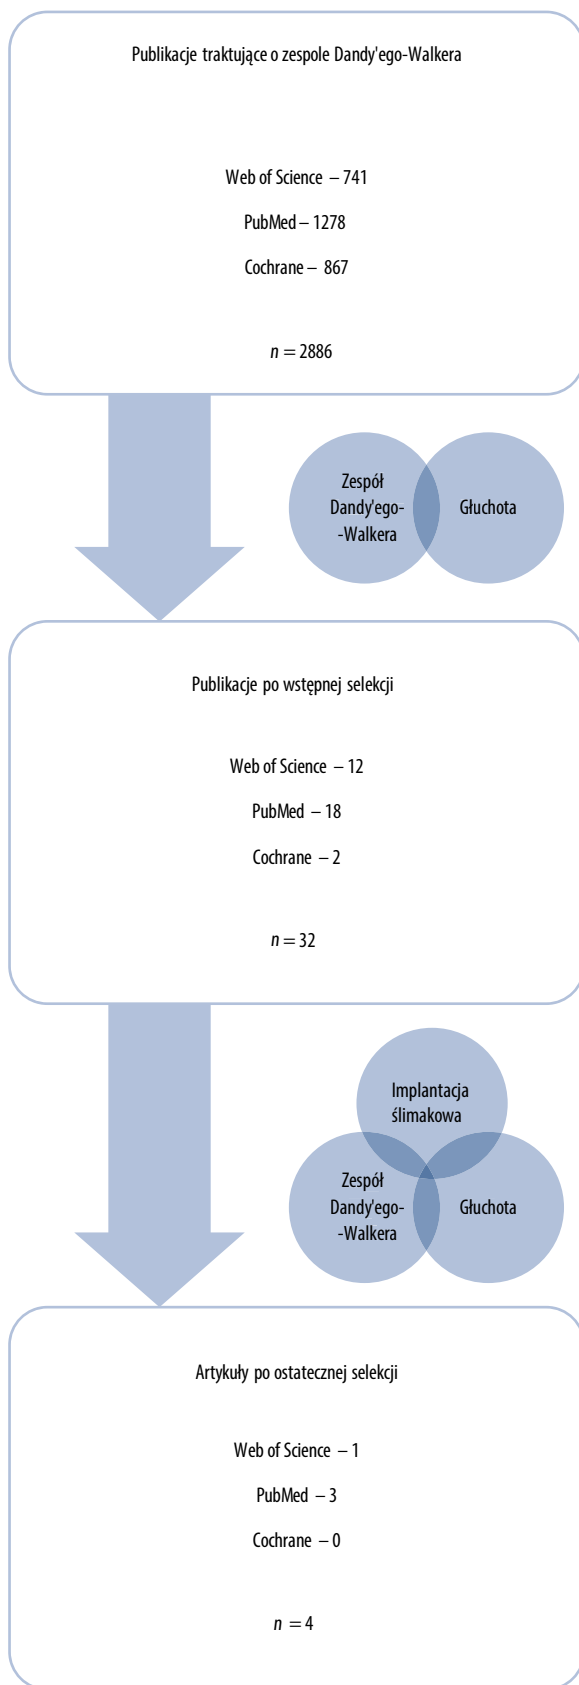 Publikacje traktujące o zespole Dandy'ego-Walkera
Web of Science – 741
PubMed – 1278
Cochrane – 867
n = 2886
Zespół
Dandy'ego-
-Walkera
Głuchota
Publikacje po wstępnej selekcji
Web of Science – 12
PubMed – 18
Cochrane – 2
n = 32
Implantacja
ślimakowa
Zespół
Dandy'ego-
-Walkera
Głuchota
Artykuły po ostatecznej selekcji
Web of Science – 1
PubMed – 3
Cochrane – 0
n = 4